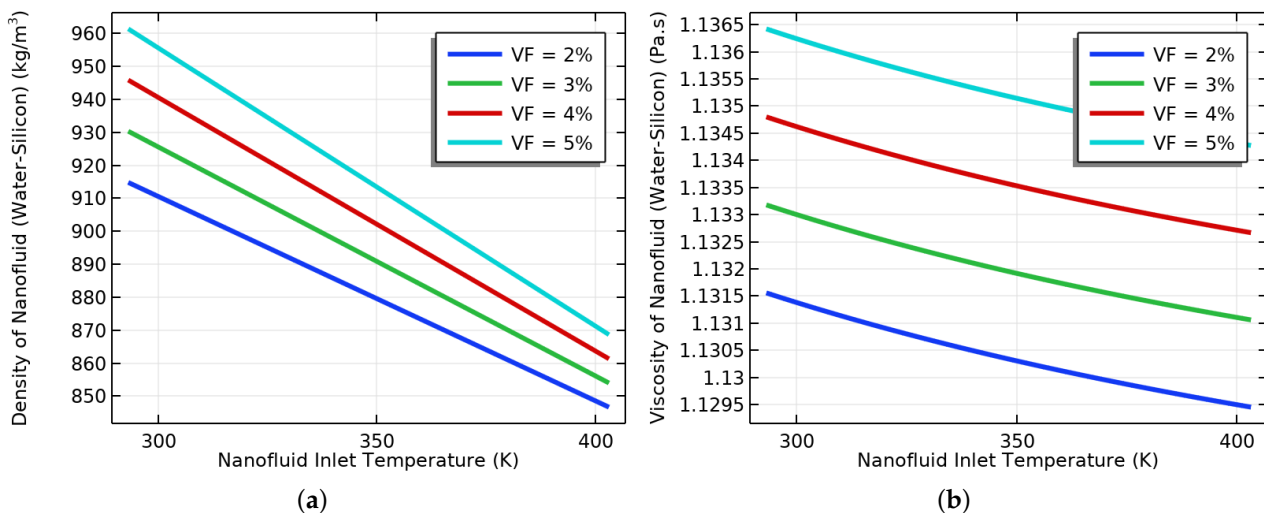 Density of Nanofluid (Water-Silicon) (kg/m³)
960
950
940
930
920
910
900
890
880
870
860
850
300
350
400
Nanofluid Inlet Temperature (K)
VF = 2%
VF = 3%
VF = 4%
VF = 5%
(a)
Viscosity of Nanofluid (Water-Silicon) (Pa.s)
1.1365
1.136
1.1355
1.135
1.1345
1.134
1.1335
1.133
1.1325
1.132
1.1315
1.131
1.1305
1.13
1.1295
300
350
400
Nanofluid Inlet Temperature (K)
VF = 2%
VF = 3%
VF = 4%
VF = 5%
(b)